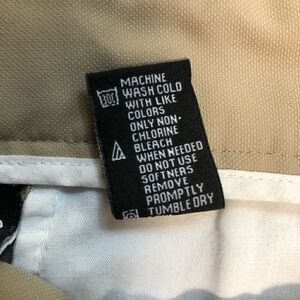 MACHINE
WASH COLD
WITH LIKE
COLORS
ONLY NON-
CHLORINE
BLEACH
WHEN NEEDED
DO NOT USE
SOFTNERS
REMOVE
PROMPTLY
TUMBLE DRY